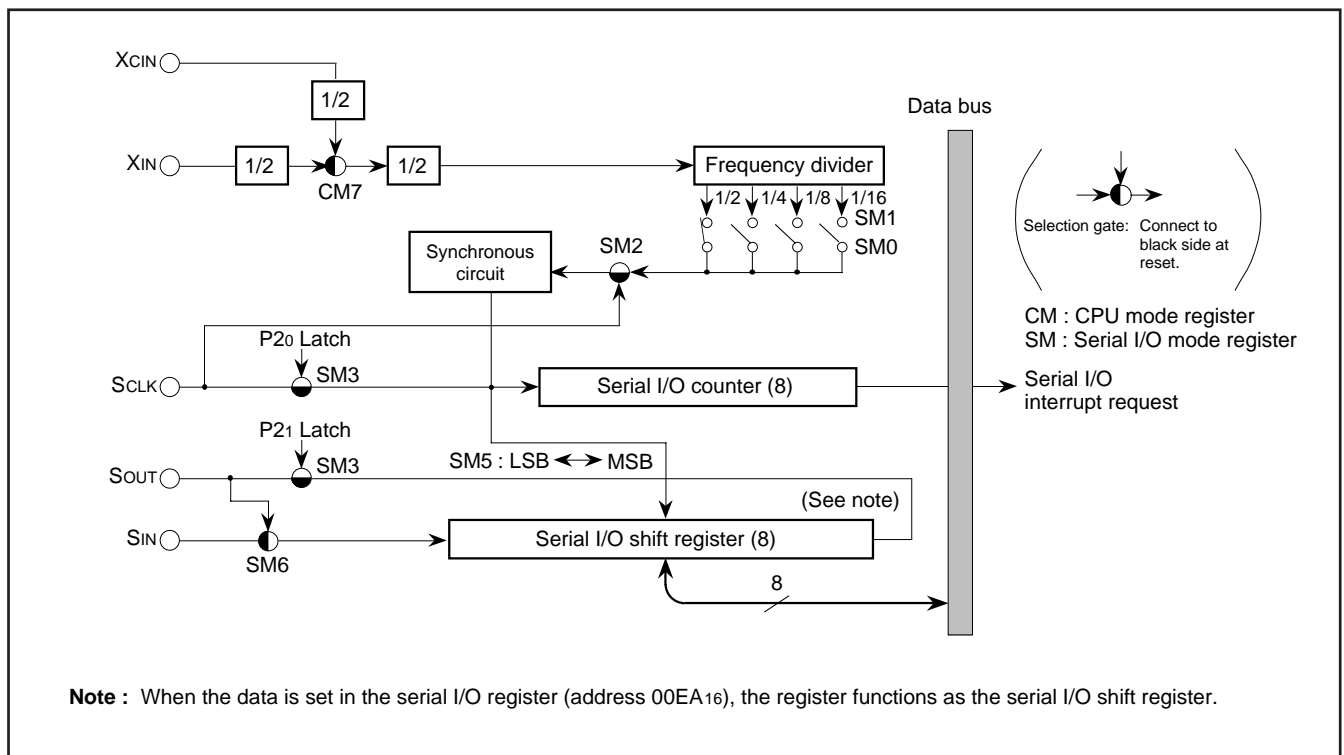 XCIN
1/2
Data bus
XIN
1/2
CM7
1/2
Frequency divider
1/2
1/4
1/8
1/16
SM1
SM0
Selection gate: Connect to
black side at
reset.
Synchronous
circuit
SM2
CM : CPU mode register
SM : Serial I/O mode register
P20 Latch
SCLK
SM3
Serial I/O counter (8)
Serial I/O
interrupt request
P21 Latch
SOUT
SM3
SM5 : LSB
MSB
(See note)
SIN
SM6
Serial I/O shift register (8)
8
Note : When the data is set in the serial I/O register (address 00EA16), the register functions as the serial I/O shift register.